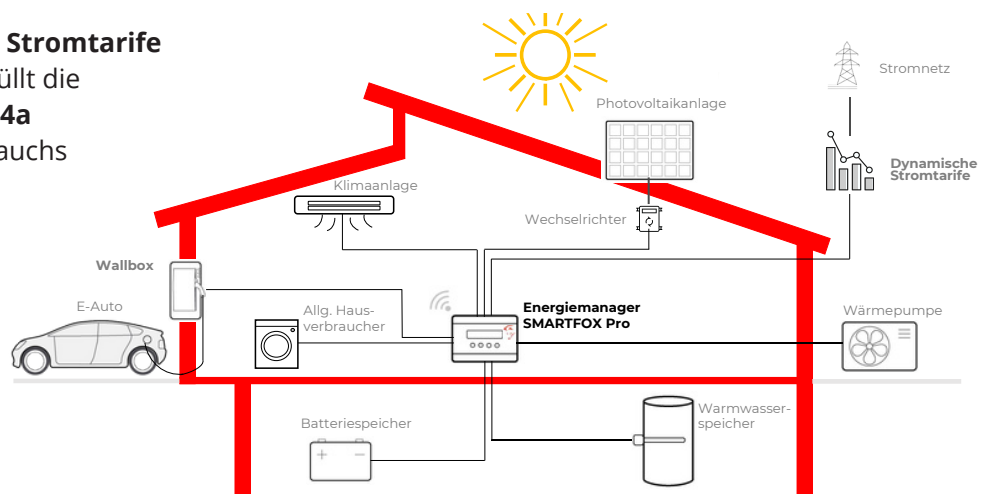 Stromtarife
üllt die
4a
auchs
Stromnetz
Photovoltaikanlage
Dynamische
Stromtarife
Klimaanlage
Wechselrichter
Wallbox
E-Auto
Allg. Haus-
verbraucher
Energiemanager
SMARTFOX Pro
Wärmepumpe
Batteriespeicher
Warmwasser-
speicher